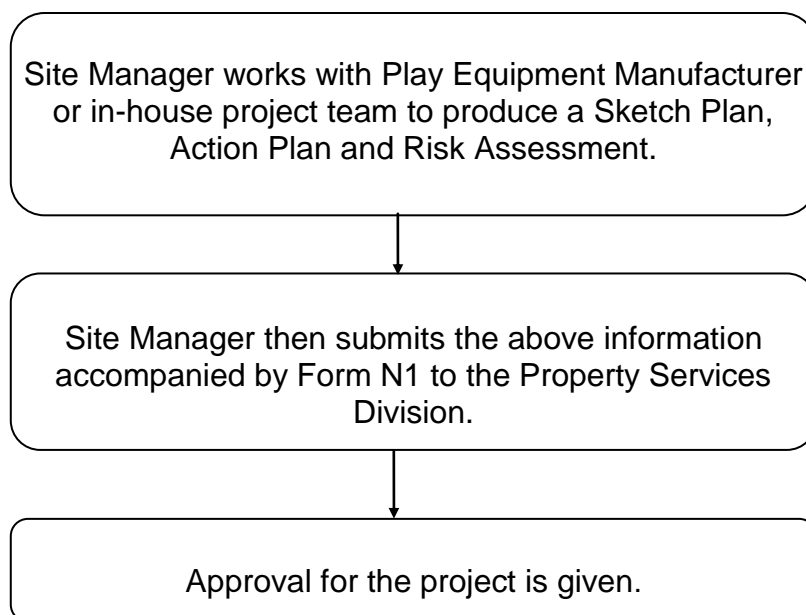 Site Manager works with Play Equipment Manufacturer
or in-house project team to produce a Sketch Plan,
Action Plan and Risk Assessment.
Site Manager then submits the above information
accompanied by Form N1 to the Property Services
Division.
Approval for the project is given.